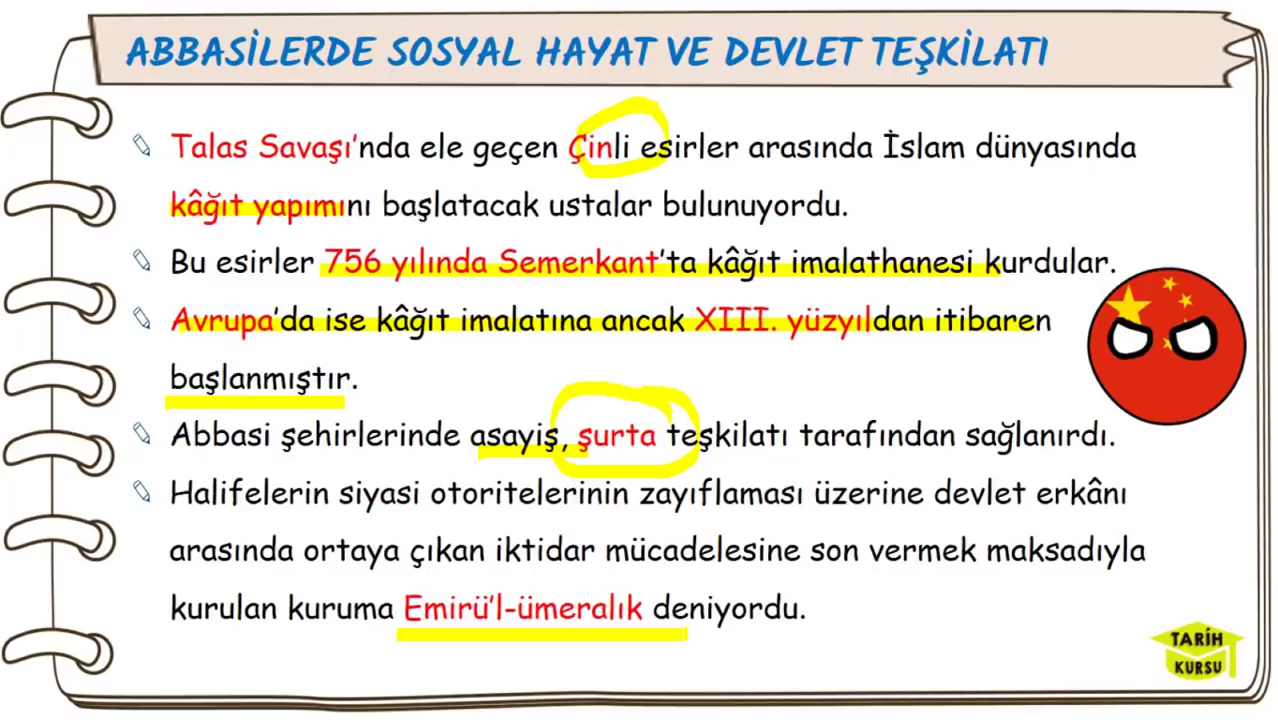 ABBASİLERDE SOSYAL HAYAT VE DEVLET TEŞKİLATI
Talas Savaşı'nda ele geçen Çinli esirler arasında İslam dünyasında
kâğıt yapımını başlatacak ustalar bulunuyordu.
Bu esirler 756 yılında Semerkant'ta kâğıt imalathanesi kurdular.
Avrupa'da ise kâğıt imalatına ancak XIII. yüzyıldan itibaren
başlanmıştır.
Abbasi şehirlerinde asayiş, şurta teşkilatı tarafından sağlanırdı.
Halifelerin siyasi otoritelerinin zayıflaması üzerine devlet erkânı
arasında ortaya çıkan iktidar mücadelesine son vermek maksadıyla
kurulan kuruma Emirü'l-ümeralık deniyordu.
TARİH
KURSU